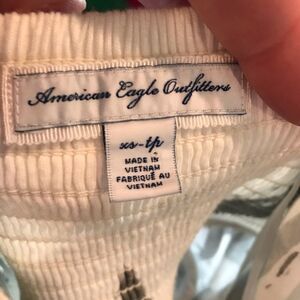 American Eagle Outfitters
xs-tp
MADE IN
VIETNAM
FABRIQUÉ AU
VIETNAM